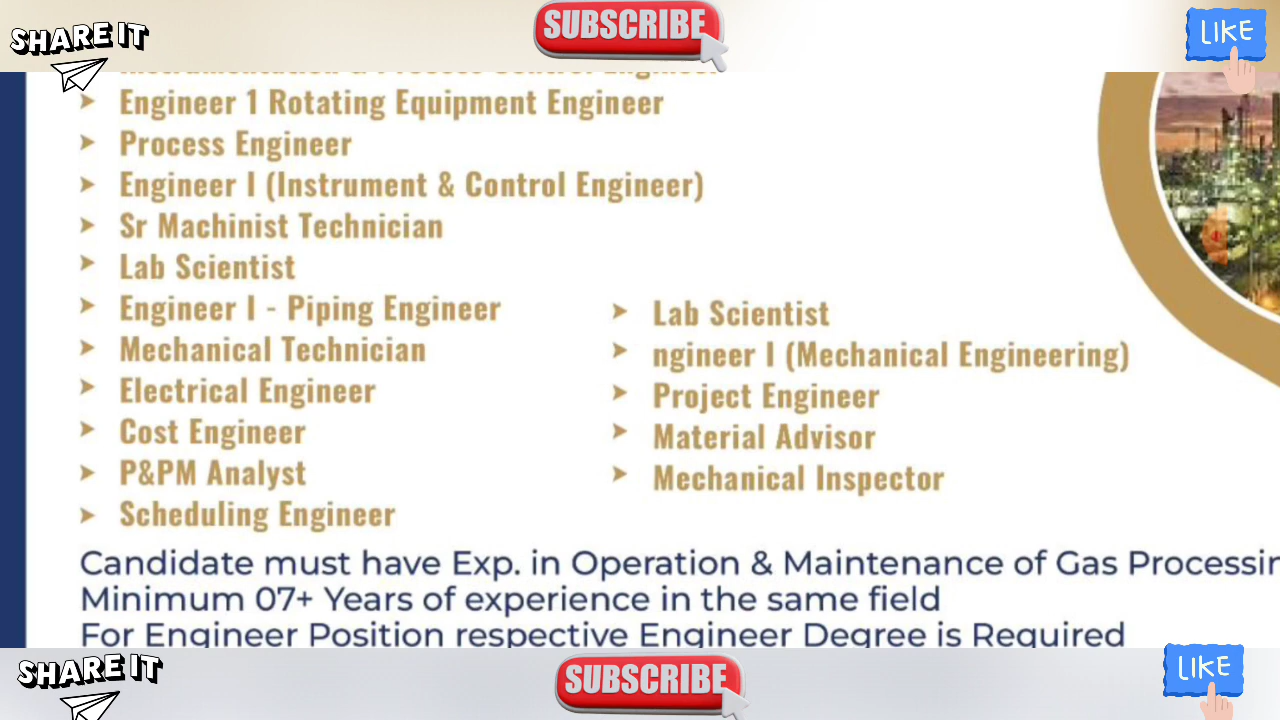 SHARE IT
SUBSCRIBE
LIKE
Engineer 1 Rotating Equipment Engineer
Process Engineer
Engineer I (Instrument & Control Engineer)
Sr Machinist Technician
Lab Scientist
Engineer I - Piping Engineer
Mechanical Technician
Electrical Engineer
Cost Engineer
P&PM Analyst
Scheduling Engineer
Lab Scientist
ngineer I (Mechanical Engineering)
Project Engineer
Material Advisor
Mechanical Inspector
Candidate must have Exp. in Operation & Maintenance of Gas Processin
Minimum 07+ Years of experience in the same field
For Engineer Position respective Engineer Degree is Required
SHARE IT
SUBSCRIBE
LIKE